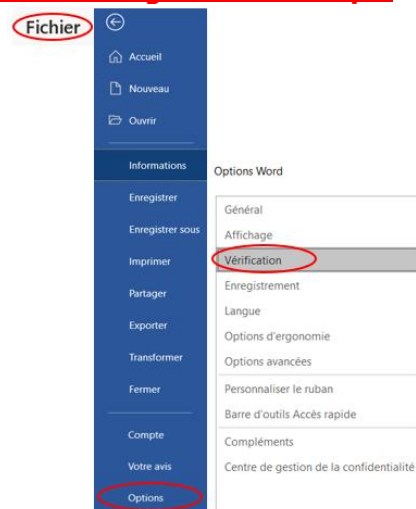 Fichier
Accueil
Nouveau
Ouvrir
Informations
Enregistrer
Enregistrer sous
Imprimer
Partager
Exporter
Transformer
Fermer
Compte
Votre avis
Options
Options Word
Général
Affichage
Vérification
Enregistrement
Langue
Options d'ergonomie
Options avancées
Personnaliser le ruban
Barre d'outils Accès rapide
Compléments
Centre de gestion de la confidentialité